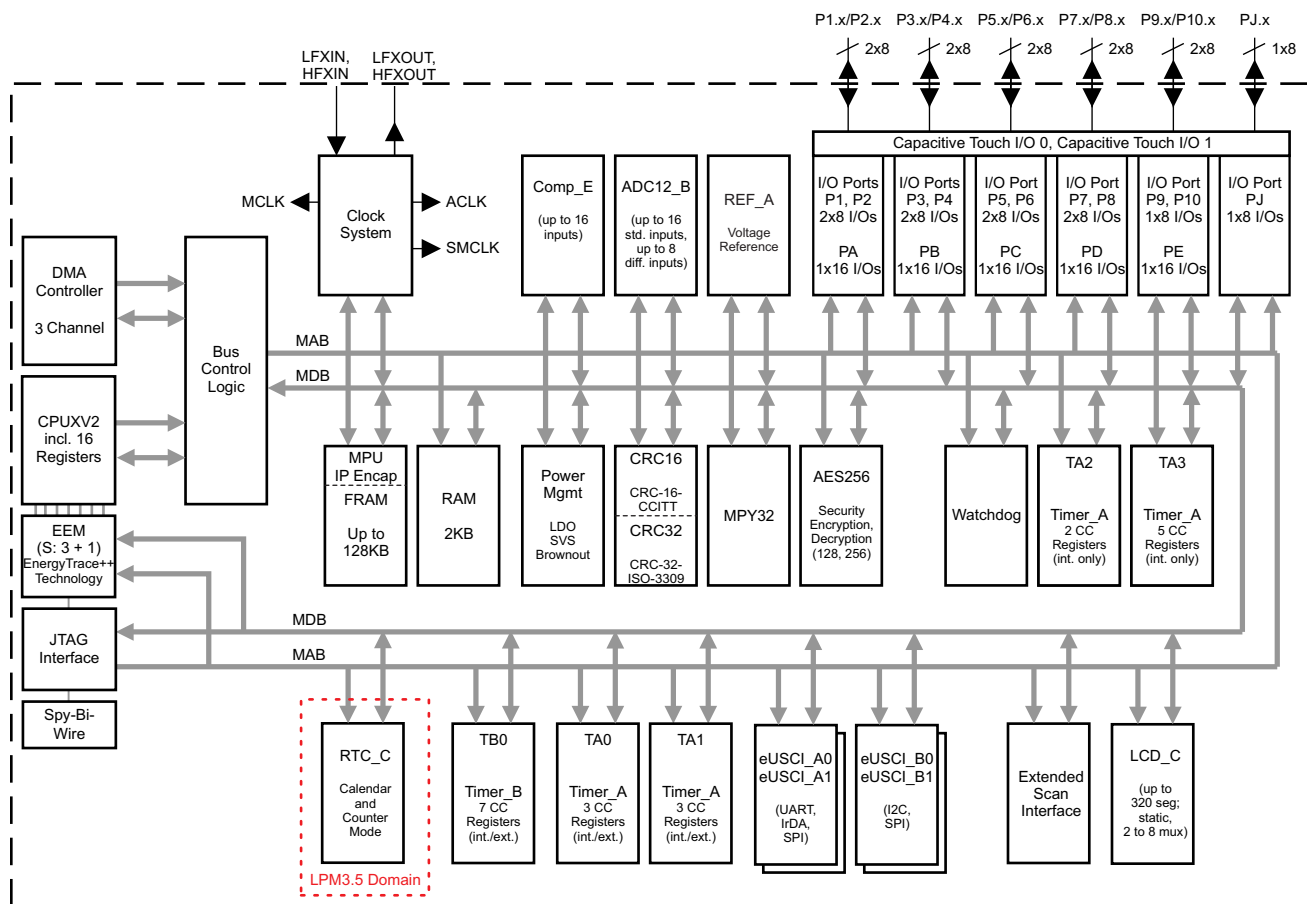 P1.x/P2.x
P3.x/P4.x
P5.x/P6.x
P7.x/P8.x
P9.x/P10.x
PJ.x
2x8
2x8
2x8
2x8
2x8
1x8
LFXIN,
HFXIN
LFXOUT,
HFXOUT
Capacitive Touch I/O 0, Capacitive Touch I/O 1
MCLK
Clock
System
ACLK
SMCLK
Comp_E
(up to 16
inputs)
ADC12_B
(up to 16
std. inputs,
up to 8
diff. inputs)
REF_A
Voltage
Reference
I/O Ports
P1, P2
2x8 I/Os
PA
1x16 I/Os
I/O Ports
P3, P4
2x8 I/Os
PB
1x16 I/Os
I/O Port
P5, P6
2x8 I/Os
PC
1x16 I/Os
I/O Port
P7, P8
2x8 I/Os
PD
1x16 I/Os
I/O Port
P9, P10
1x8 I/Os
PE
1x16 I/Os
I/O Port
PJ
1x8 I/Os
DMA
Controller
3 Channel
Bus
Control
Logic
MAB
MDB
CPUXV2
incl. 16
Registers
EEM
(S: 3 + 1)
EnergyTrace++
Technology
JTAG
Interface
Spy-Bi-
Wire
MPU
IP Encap
FRAM
Up to
128KB
RAM
2KB
Power
Mgmt
LDO
SVS
Brownout
CRC16
CRC-16-
CCITT
CRC32
CRC-32-
ISO-3309
MPY32
AES256
Security
Encryption,
Decryption
(128, 256)
Watchdog
TA2
Timer_A
2 CC
Registers
(int. only)
TA3
Timer_A
5 CC
Registers
(int. only)
MDB
MAB
RTC_C
Calendar
and
Counter
Mode
LPM3.5 Domain
TB0
Timer_B
7 CC
Registers
(int./ext.)
TA0
Timer_A
3 CC
Registers
(int./ext.)
TA1
Timer_A
3 CC
Registers
(int./ext.)
eUSCI_A0
eUSCI_A1
(UART,
IrDA,
SPI)
eUSCI_B0
eUSCI_B1
(I2C,
SPI)
Extended
Scan
Interface
LCD_C
(up to
320 seg;
static,
2 to 8 mux)